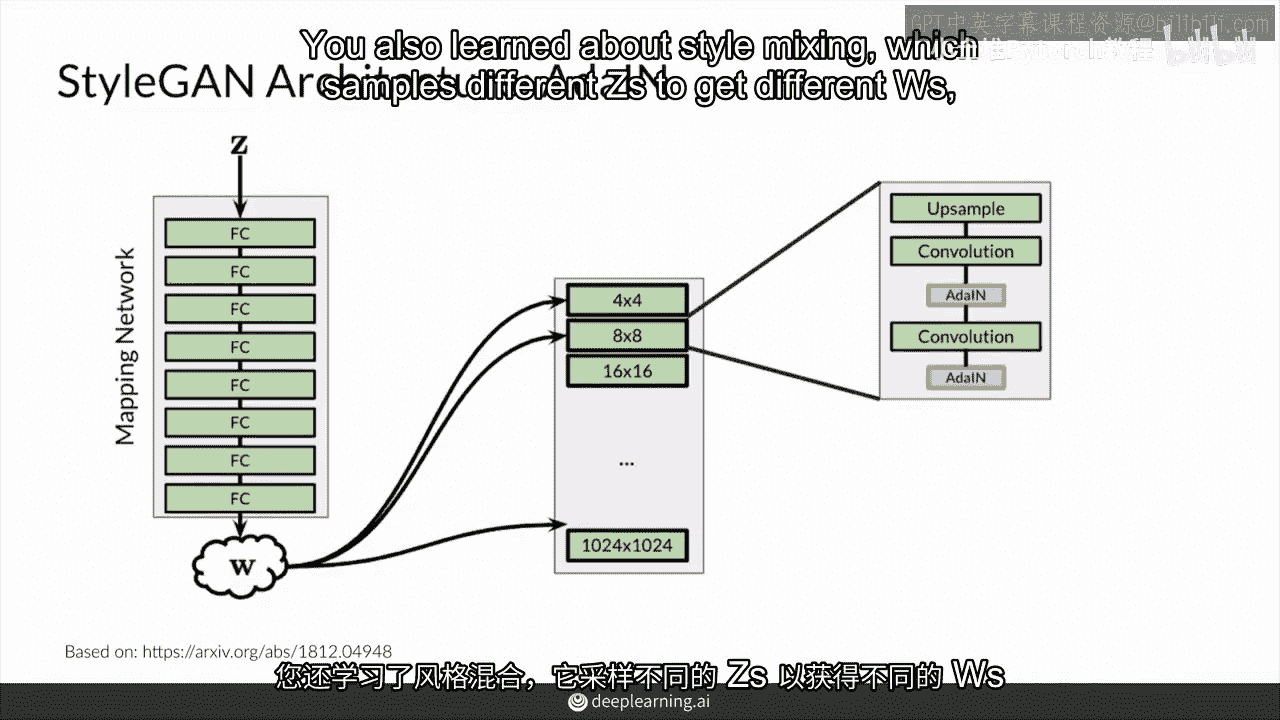 GPT中英字幕课程资源@bilibili.com
You also learned about style mixing, which
samples different Zs to get different Ws,
StyleGAN Architecture: AdaIN
z
Mapping Network
FC
FC
FC
FC
FC
FC
FC
FC
w
4x4
8x8
16x16
...
1024x1024
Upsample
Convolution
AdaIN
Convolution
AdaIN
Based on: https://arxiv.org/abs/1812.04948
您还学习了风格混合，它采样不同的 Zs 以获得不同的 Ws
deeplearning.ai